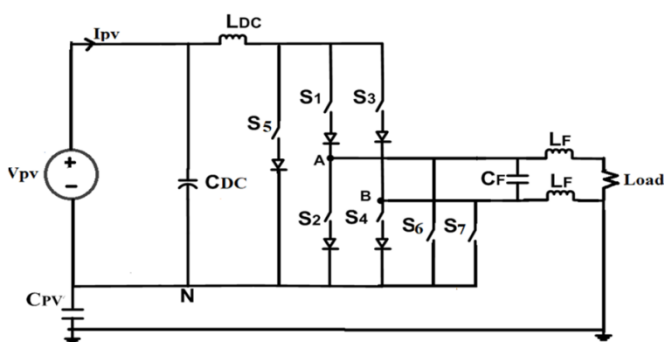 LDC
Ipv
S1
S3
S5
LF
A
Vpv
+
-
CDC
CF
Load
B
LF
S2
S4
S6
S7
N
CPV